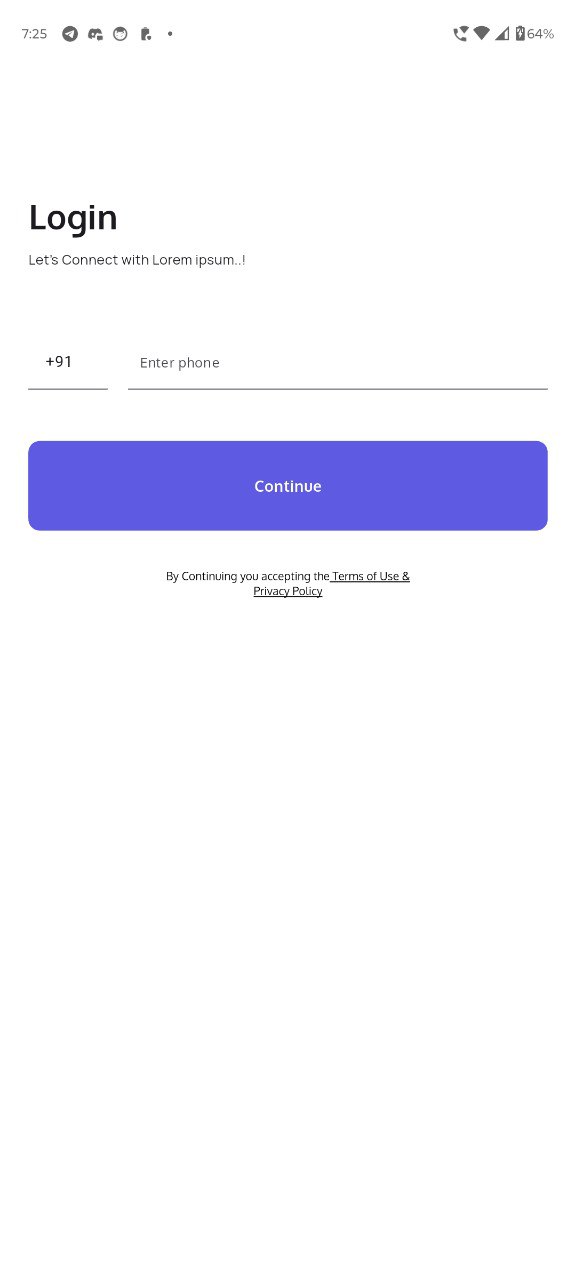 7:25
64%
Login
Let's Connect with Lorem ipsum..!
+91
Enter phone
Continue
By Continuing you accepting the Terms of Use &
Privacy Policy